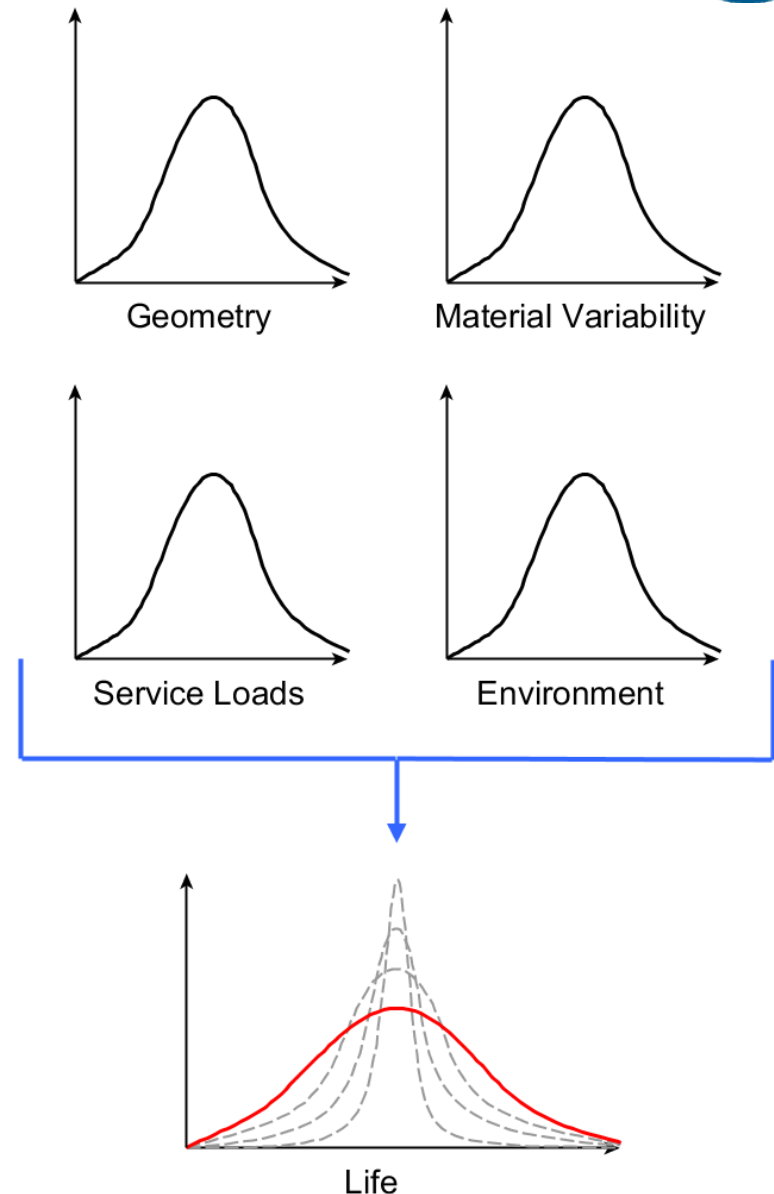 Geometry
Material Variability
Service Loads
Environment
Life